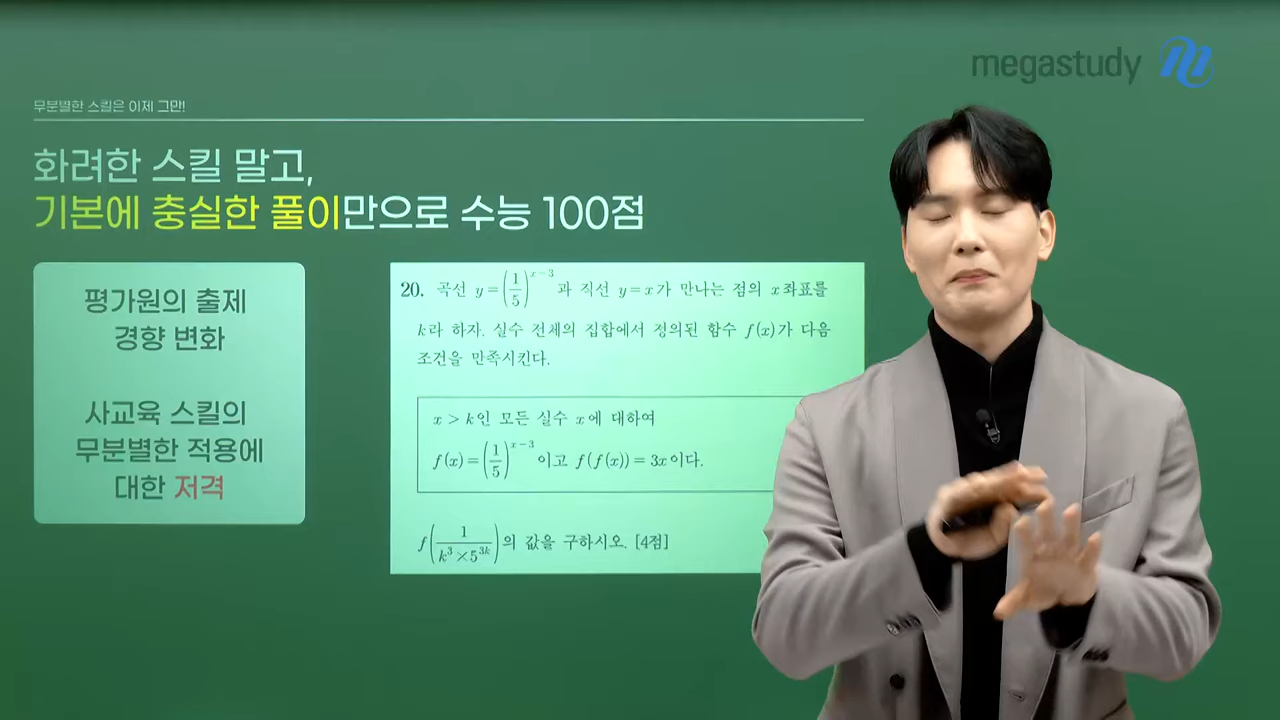 megastudy
무분별한 스킬은 이제 그만!
화려한 스킬 말고,
기본에 충실한 풀이만으로 수능 100점
평가원의 출제
경향 변화
사교육 스킬의
무분별한 적용에
대한 저격
20. 곡선 y=(1/5)^{x-3}과 직선 y=x가 만나는 점의 x좌표를
k라 하자. 실수 전체의 집합에서 정의된 함수 f(x)가 다음
조건을 만족시킨다.
x > k인 모든 실수 x에 대하여
f(x)=(1/5)^{x-3}이고 f(f(x))=3x이다.
f(1/(k^3×5^{3k}))의 값을 구하시오. [4점]